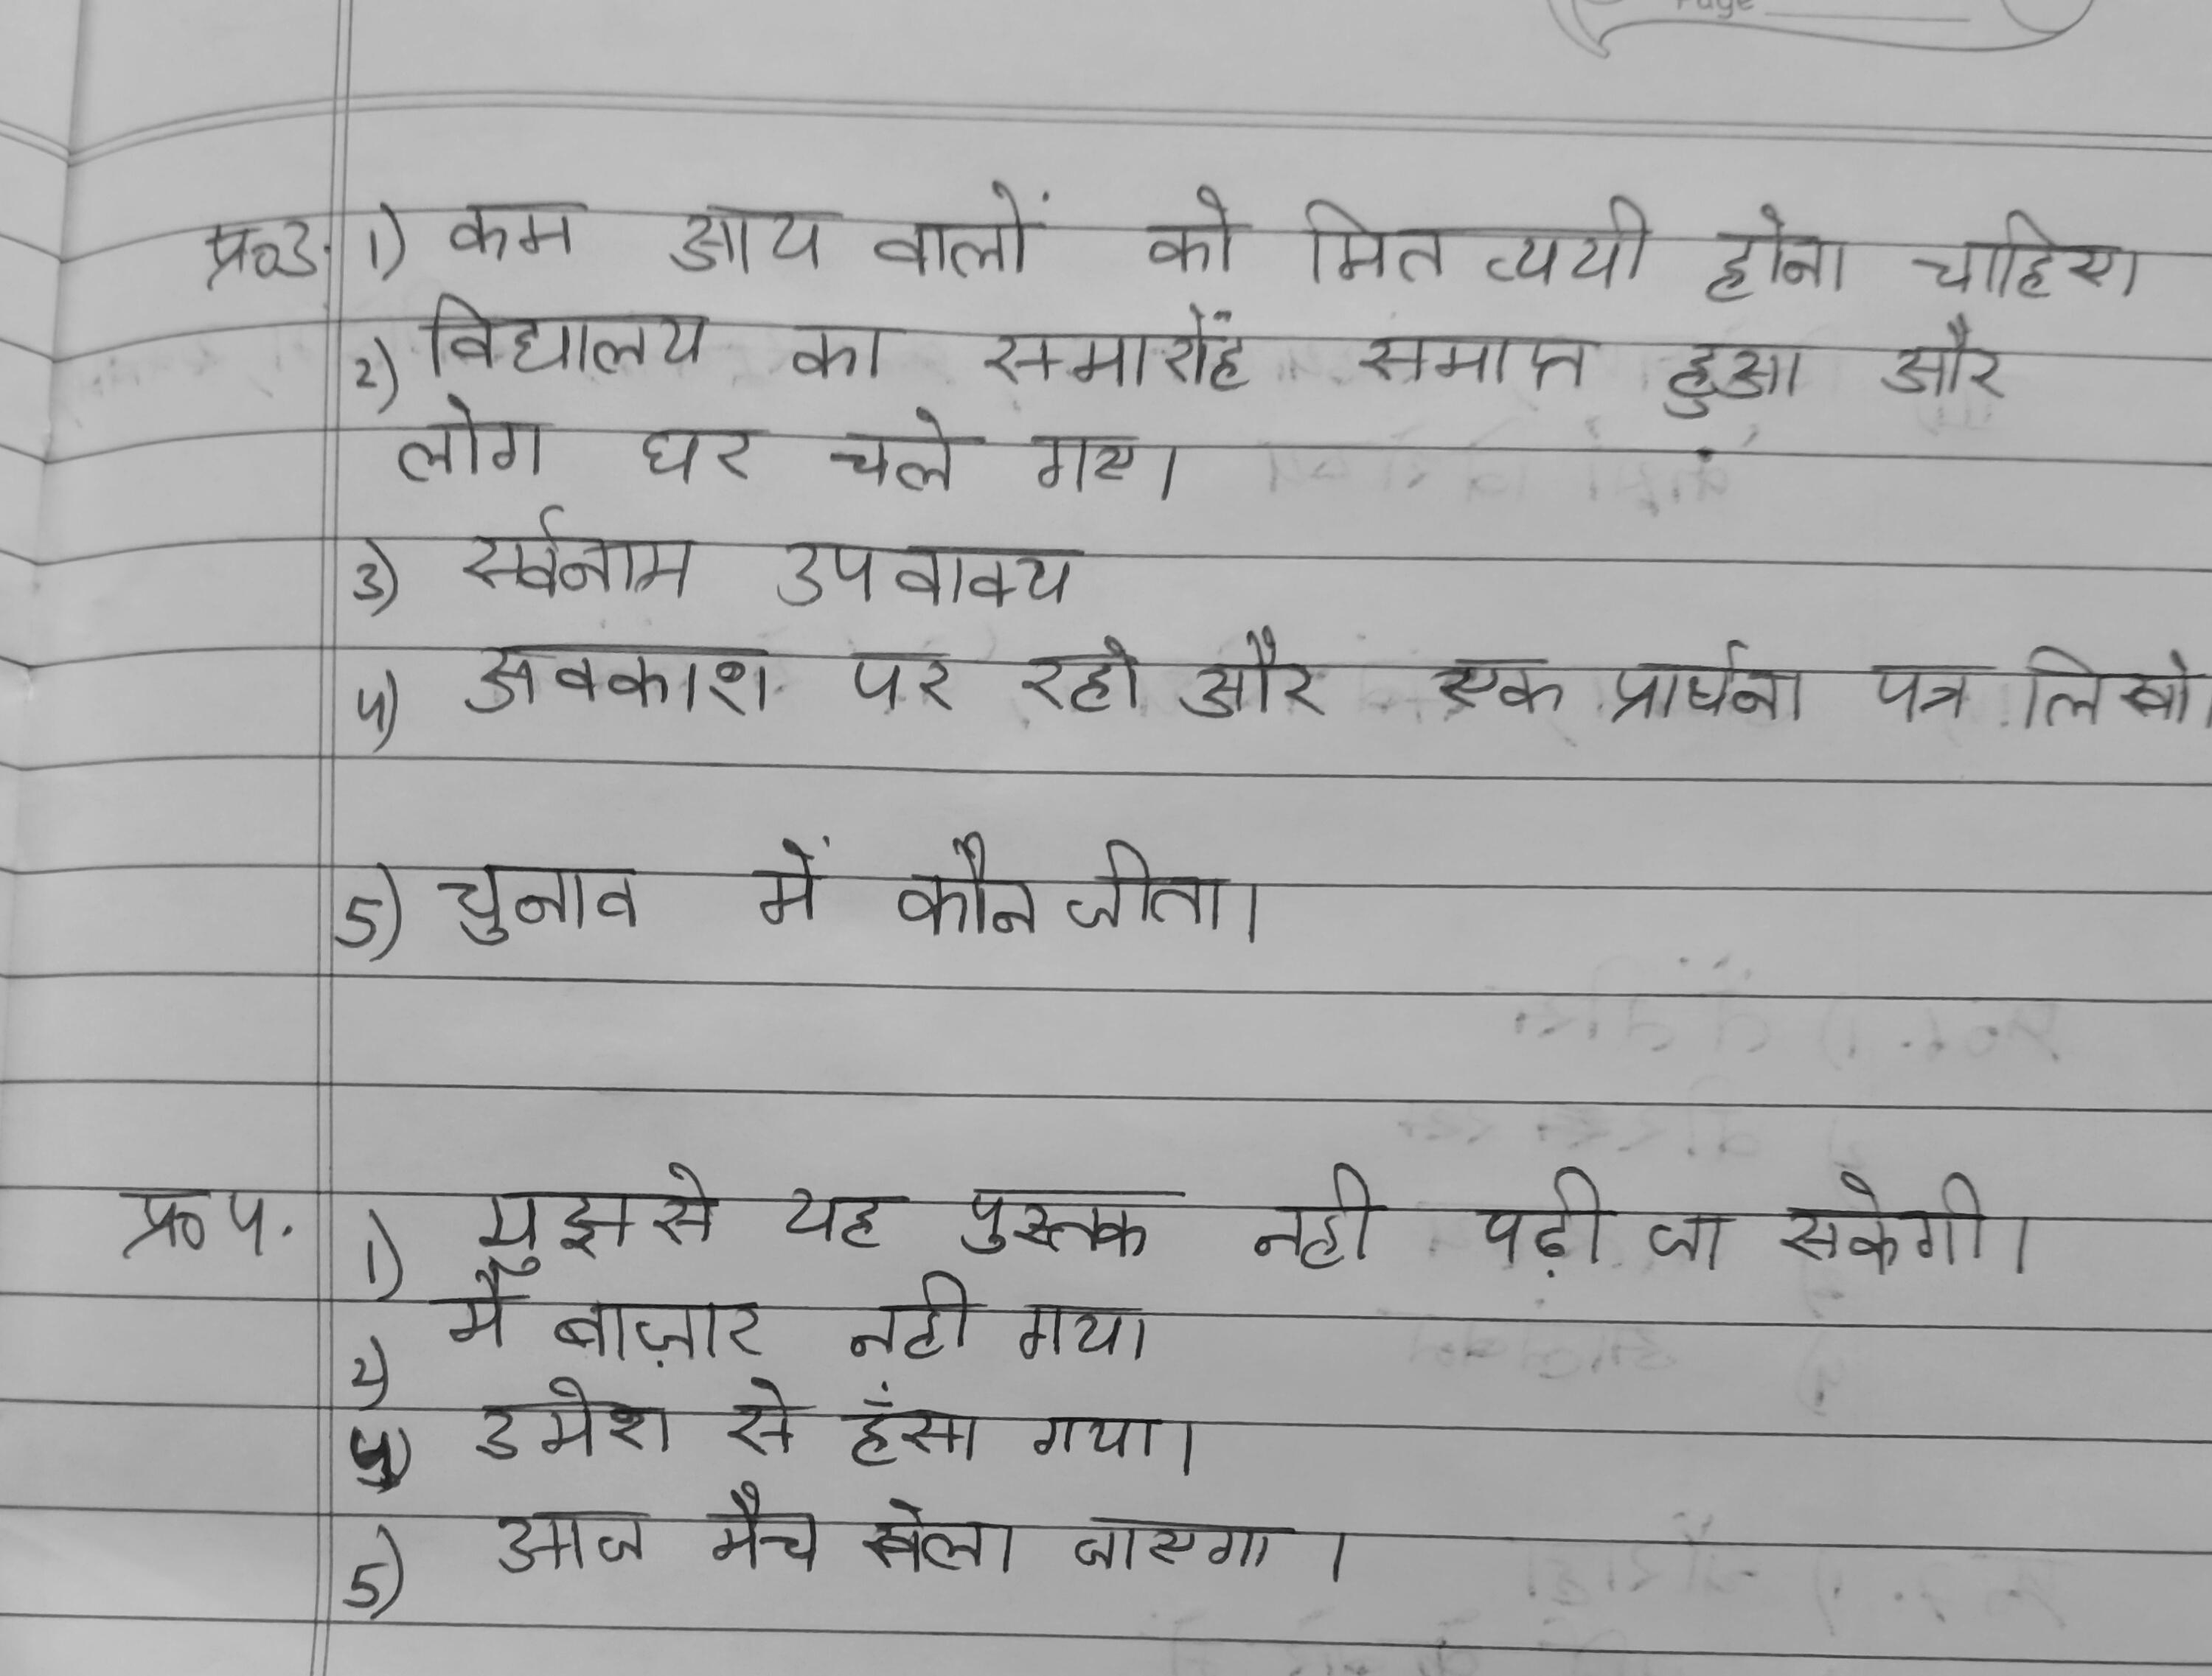 Page
प्र०3. 1) कम आय वालों को मित व्ययी होना चाहिए।
2) विद्यालय का समारोंह समाप्त हुआ और
लोग घर चले गए।
3) सर्वनाम उपवाक्य
4) अवकाश पर रहो और एक प्रार्थना पत्र लिखो।
5) चुनाव में कौन जीता।
प्र० 4. 1) मुझसे यह पुस्तक नही पढ़ी जा सकेगी।
2) मैं बाज़ार नही गया।
4) उमेश से हँसा गया।
5) आज मैच खेला जाएगा।